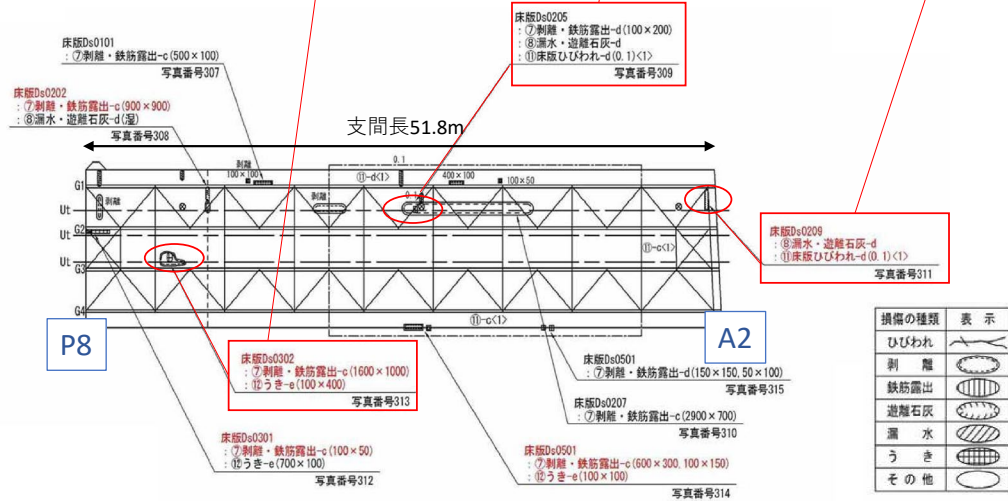 床版Ds0205
:⑦剥離・鉄筋露出-d(100×200)
:⑧漏水・遊離石灰-d
:⑪床版ひびわれ-d(0.1)<1>
写真番号309
床版Ds0101
:⑦剥離・鉄筋露出-c(500×100)
写真番号307
床版Ds0202
:⑦剥離・鉄筋露出-c(900×900)
:⑧漏水・遊離石灰-d(湿)
写真番号308
支間長51.8m
0.1
剥離
100×100
⑪-d<1>
400×100
100×50
G1
剥離
剥離
0.1
Ut
G2
Ut
⑪-c<1>
Ut
G3
G4
⑪-c<1>
P8
A2
床版Ds0209
:⑧漏水・遊離石灰-d
:⑪床版ひびわれ-d(0.1)<1>
写真番号311
床版Ds0302
:⑦剥離・鉄筋露出-c(1600×1000)
:⑫うき-e(100×400)
写真番号313
床版Ds0501
:⑦剥離・鉄筋露出-d(150×150, 50×100)
写真番号315
床版Ds0207
:⑦剥離・鉄筋露出-c(2900×700)
写真番号310
床版Ds0301
:⑦剥離・鉄筋露出-c(100×50)
:⑫うき-e(700×100)
写真番号312
床版Ds0501
:⑦剥離・鉄筋露出-c(600×300, 100×150)
:⑫うき-e(100×100)
写真番号314
損傷の種類 表 示
ひびわれ
剥 離
鉄筋露出
遊離石灰
漏 水
う き
その他